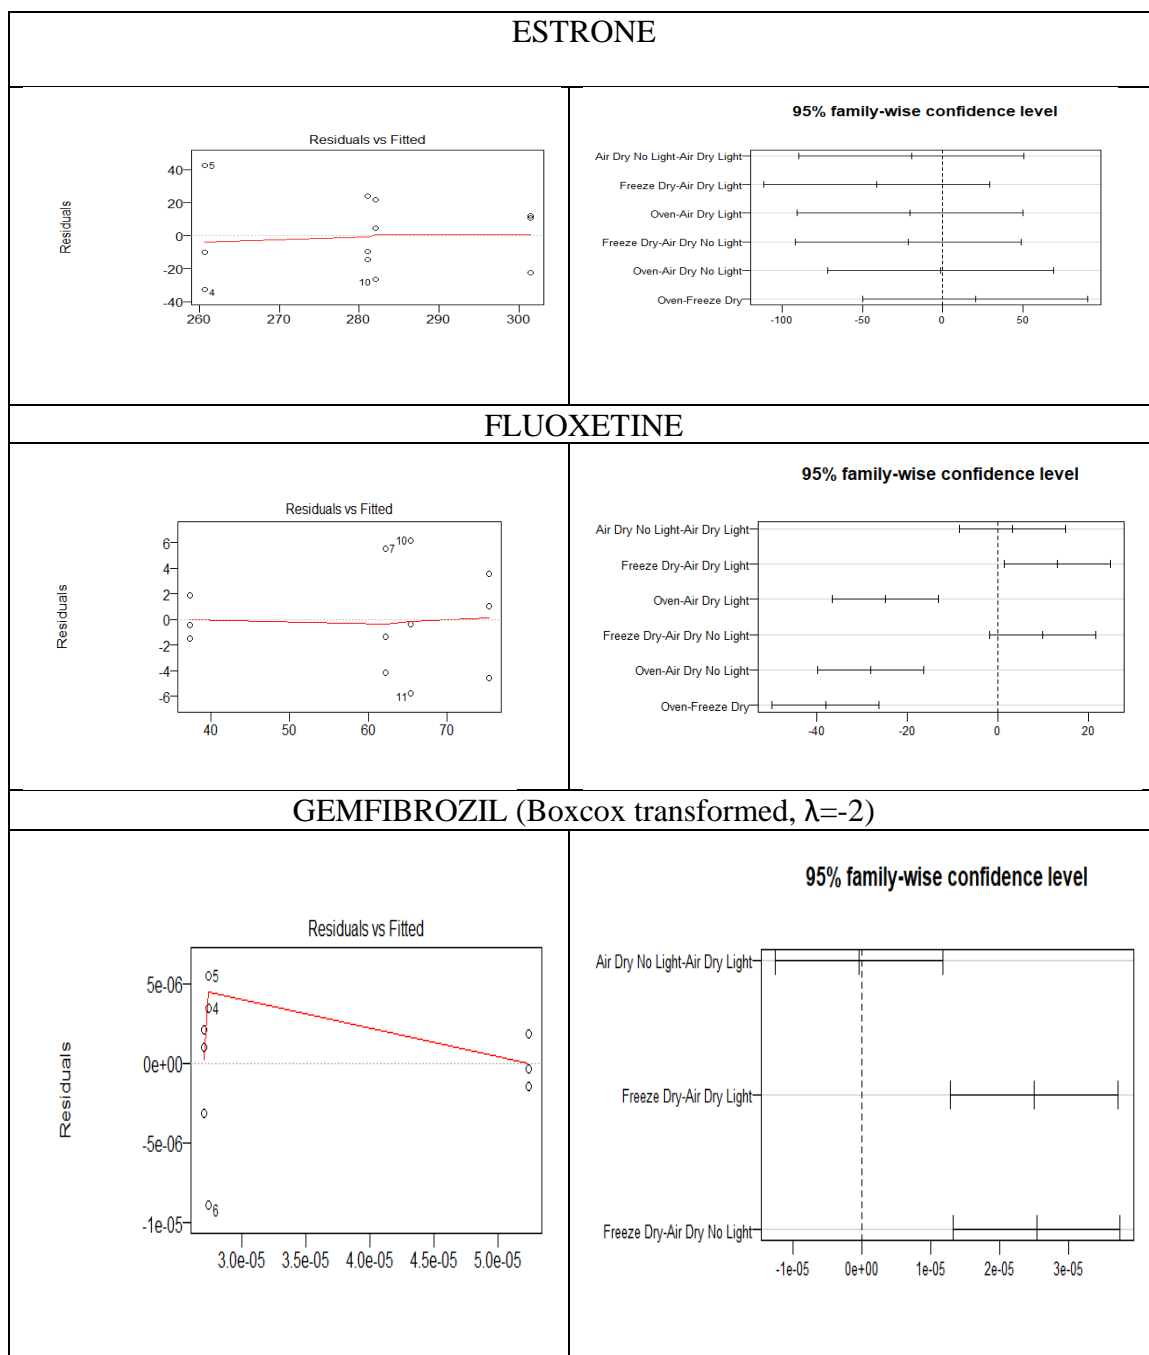 ESTRONE
Residuals vs Fitted
Residuals
40
20
0
-20
-40
5
4
10
260 270 280 290 300
95% family-wise confidence level
Air Dry No Light-Air Dry Light
Freeze Dry-Air Dry Light
Oven-Air Dry Light
Freeze Dry-Air Dry No Light
Oven-Air Dry No Light
Oven-Freeze Dry
-100 -50 0 50
FLUOXETINE
Residuals vs Fitted
Residuals
6
4
2
0
-2
-4
-6
7
10
11
40 50 60 70
95% family-wise confidence level
Air Dry No Light-Air Dry Light
Freeze Dry-Air Dry Light
Oven-Air Dry Light
Freeze Dry-Air Dry No Light
Oven-Air Dry No Light
Oven-Freeze Dry
-40 -20 0 20
GEMFIBROZIL (Boxcox transformed, λ=-2)
Residuals vs Fitted
Residuals
5e-06
0e+00
-5e-06
-1e-05
5
4
6
3.0e-05 3.5e-05 4.0e-05 4.5e-05 5.0e-05
95% family-wise confidence level
Air Dry No Light-Air Dry Light
Freeze Dry-Air Dry Light
Freeze Dry-Air Dry No Light
-1e-05 0e+00 1e-05 2e-05 3e-05